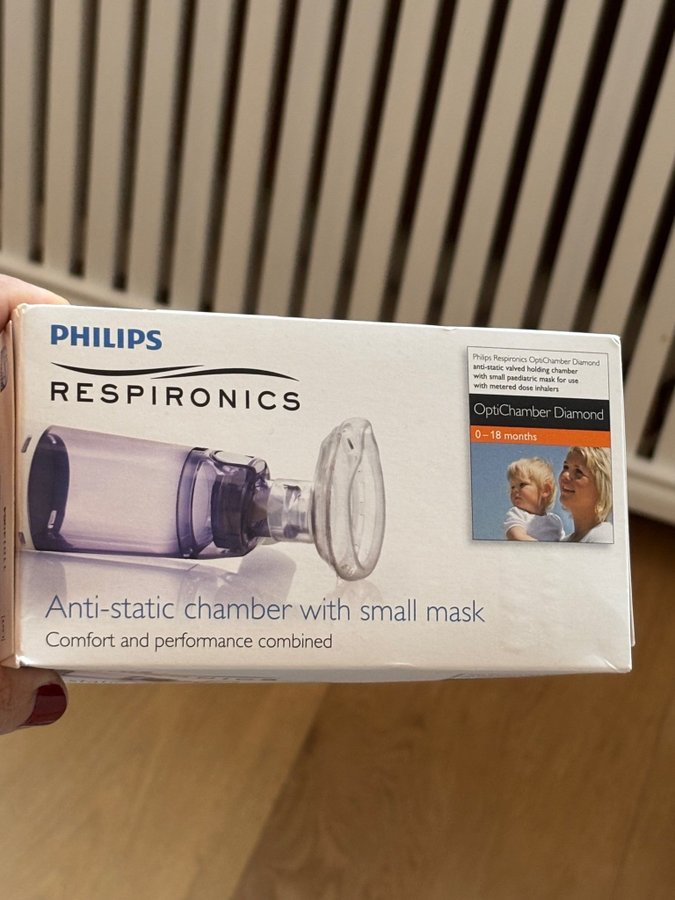 PHILIPS
RESPIRONICS
Philips Respironics OptiChamber Diamond
anti-static valved holding chamber
with small paediatric mask for use
with metered dose inhalers
OptiChamber Diamond
0–18 months
Anti-static chamber with small mask
Comfort and performance combined